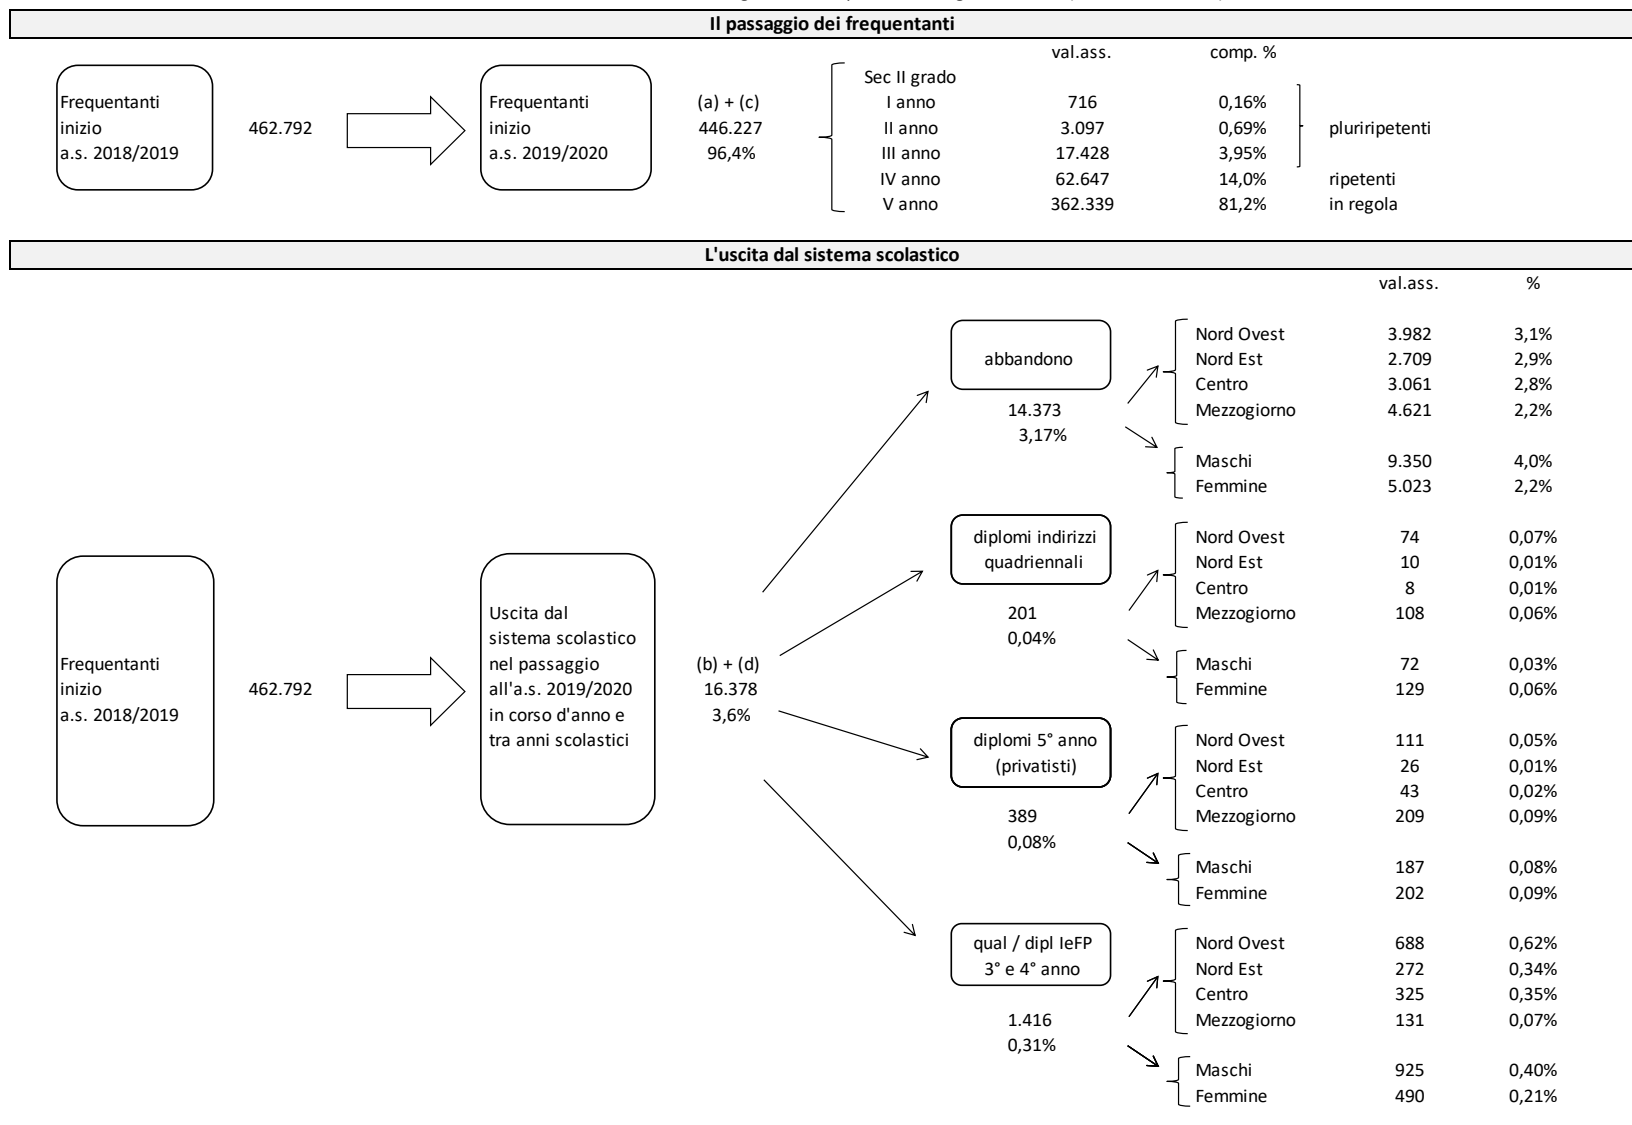 Il passaggio dei frequentanti
val.ass. comp. %
Sec II grado
Frequentanti Frequentanti (a) + (c) I anno 716 0,16%
inizio 462.792 inizio 446.227 II anno 3.097 0,69% pluriripetenti
a.s. 2018/2019 a.s. 2019/2020 96,4% III anno 17.428 3,95%
IV anno 62.647 14,0% ripetenti
V anno 362.339 81,2% in regola
L'uscita dal sistema scolastico
val.ass. %
Nord Ovest 3.982 3,1%
abbandono Nord Est 2.709 2,9%
Centro 3.061 2,8%
14.373 Mezzogiorno 4.621 2,2%
3,17%
Maschi 9.350 4,0%
Femmine 5.023 2,2%
diplomi indirizzi Nord Ovest 74 0,07%
quadriennali Nord Est 10 0,01%
Centro 8 0,01%
Uscita dal 201 Mezzogiorno 108 0,06%
sistema scolastico 0,04%
Frequentanti nel passaggio (b) + (d) Maschi 72 0,03%
inizio 462.792 all'a.s. 2019/2020 16.378 Femmine 129 0,06%
a.s. 2018/2019 in corso d'anno e 3,6%
tra anni scolastici diplomi 5° anno Nord Ovest 111 0,05%
(privatisti) Nord Est 26 0,01%
Centro 43 0,02%
389 Mezzogiorno 209 0,09%
0,08%
Maschi 187 0,08%
Femmine 202 0,09%
qual / dipl IeFP Nord Ovest 688 0,62%
3° e 4° anno Nord Est 272 0,34%
Centro 325 0,35%
1.416 Mezzogiorno 131 0,07%
0,31%
Maschi 925 0,40%
Femmine 490 0,21%